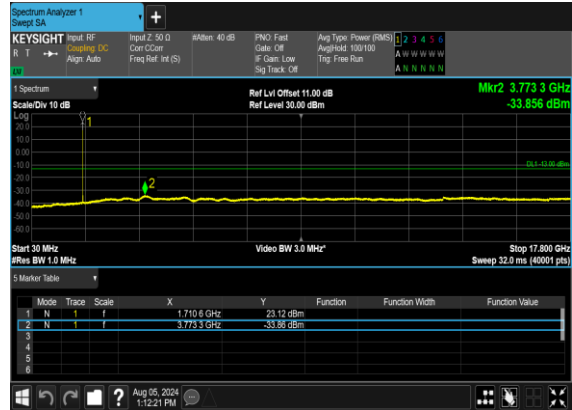 Spectrum Analyzer 1
Swept SA
+
KEYSIGHT Input: RF Input Z: 50 Ω #Atten: 40 dB PNO: Fast Avg Type: Power (RMS) 1 2 3 4 5 6
R T Coupling: DC Corr CCorr Gate: Off Avg|Hold: 100/100 A W W W W W
Align: Auto Freq Ref: Int (S) IF Gain: Low Trig: Free Run
Sig Track: Off A N N N N N
1 Spectrum Ref Lvl Offset 11.00 dB Mkr2 3.773 3 GHz
Scale/Div 10 dB Ref Level 30.00 dBm -33.856 dBm
Log
20.0
10.0
0.00
-10.0
-20.0
-30.0
-40.0
-50.0
-60.0
1
2
DL1 -13.00 dBm
Start 30 MHz Video BW 3.0 MHz* Stop 17.800 GHz
#Res BW 1.0 MHz Sweep 32.0 ms (40001 pts)
5 Marker Table
Mode Trace Scale X Y Function Function Width Function Value
1 N 1 f 1.710 6 GHz 23.12 dBm
2 N 1 f 3.773 3 GHz -33.86 dBm
3
4
5
6
? Aug 05, 2024
1:12:21 PM